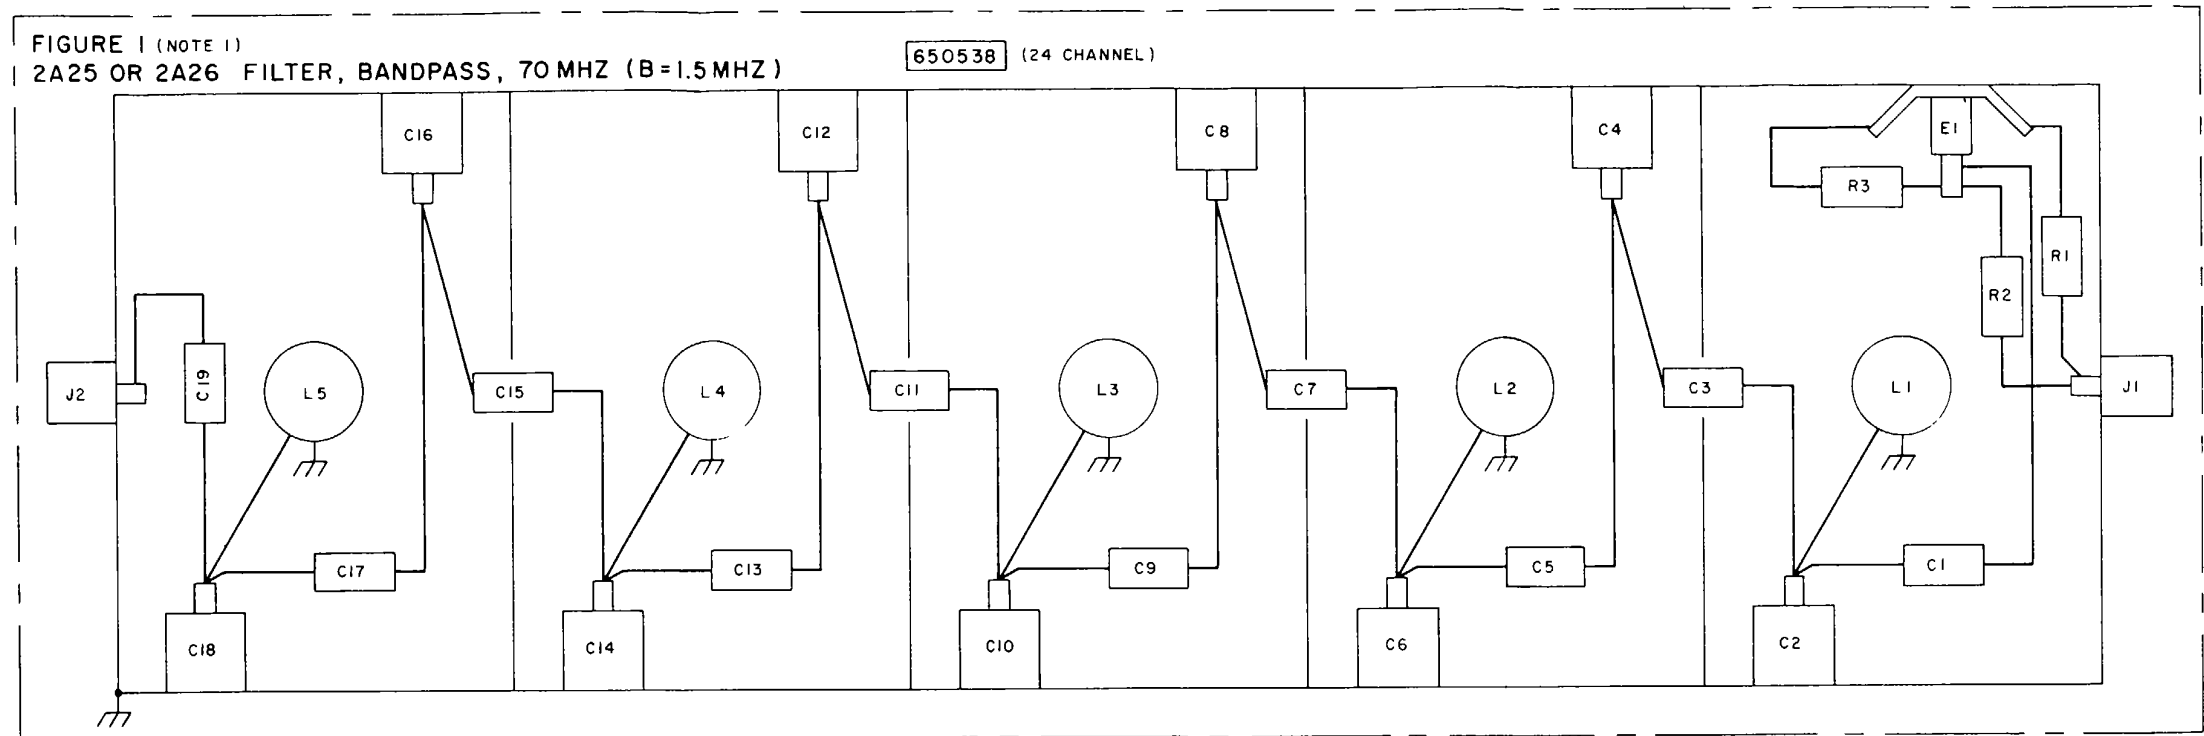 FIGURE 1 (NOTE 1)
2A25 OR 2A26 FILTER, BANDPASS, 70 MHZ (B=1.5 MHZ)
650538 (24 CHANNEL)
C16
C12
C8
C4
E1
R3
R1
R2
J2
C19
L5
C15
L4
C11
L3
C7
L2
C3
L1
J1
C17
C13
C9
C5
C1
C18
C14
C10
C6
C2